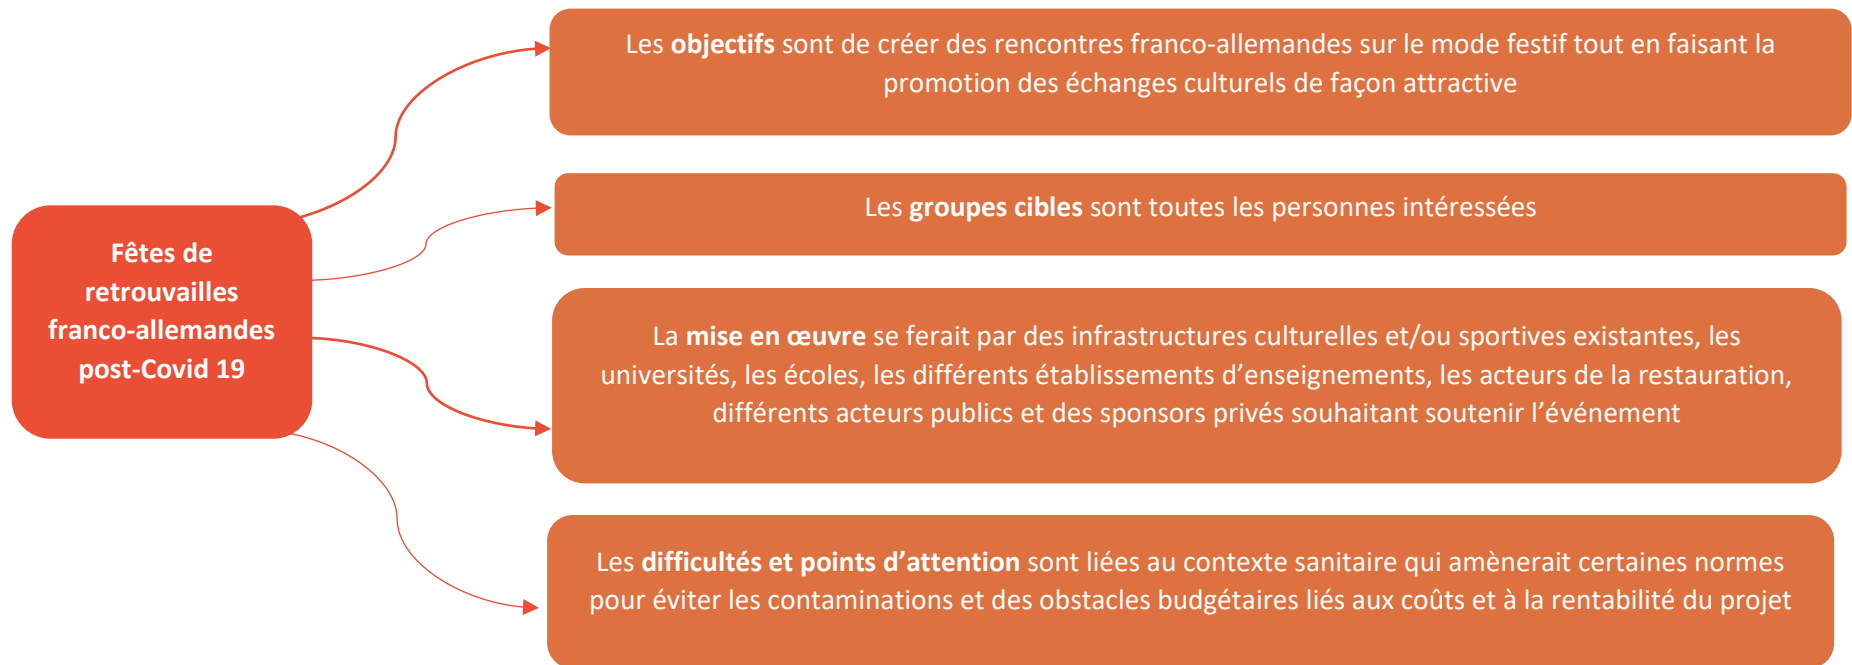 Fêtes de
retrouvailles
franco-allemandes
post-Covid 19
Les objectifs sont de créer des rencontres franco-allemandes sur le mode festif tout en faisant la
promotion des échanges culturels de façon attractive
Les groupes cibles sont toutes les personnes intéressées
La mise en œuvre se ferait par des infrastructures culturelles et/ou sportives existantes, les
universités, les écoles, les différents établissements d’enseignements, les acteurs de la restauration,
différents acteurs publics et des sponsors privés souhaitant soutenir l’événement
Les difficultés et points d’attention sont liées au contexte sanitaire qui amènerait certaines normes
pour éviter les contaminations et des obstacles budgétaires liés aux coûts et à la rentabilité du projet